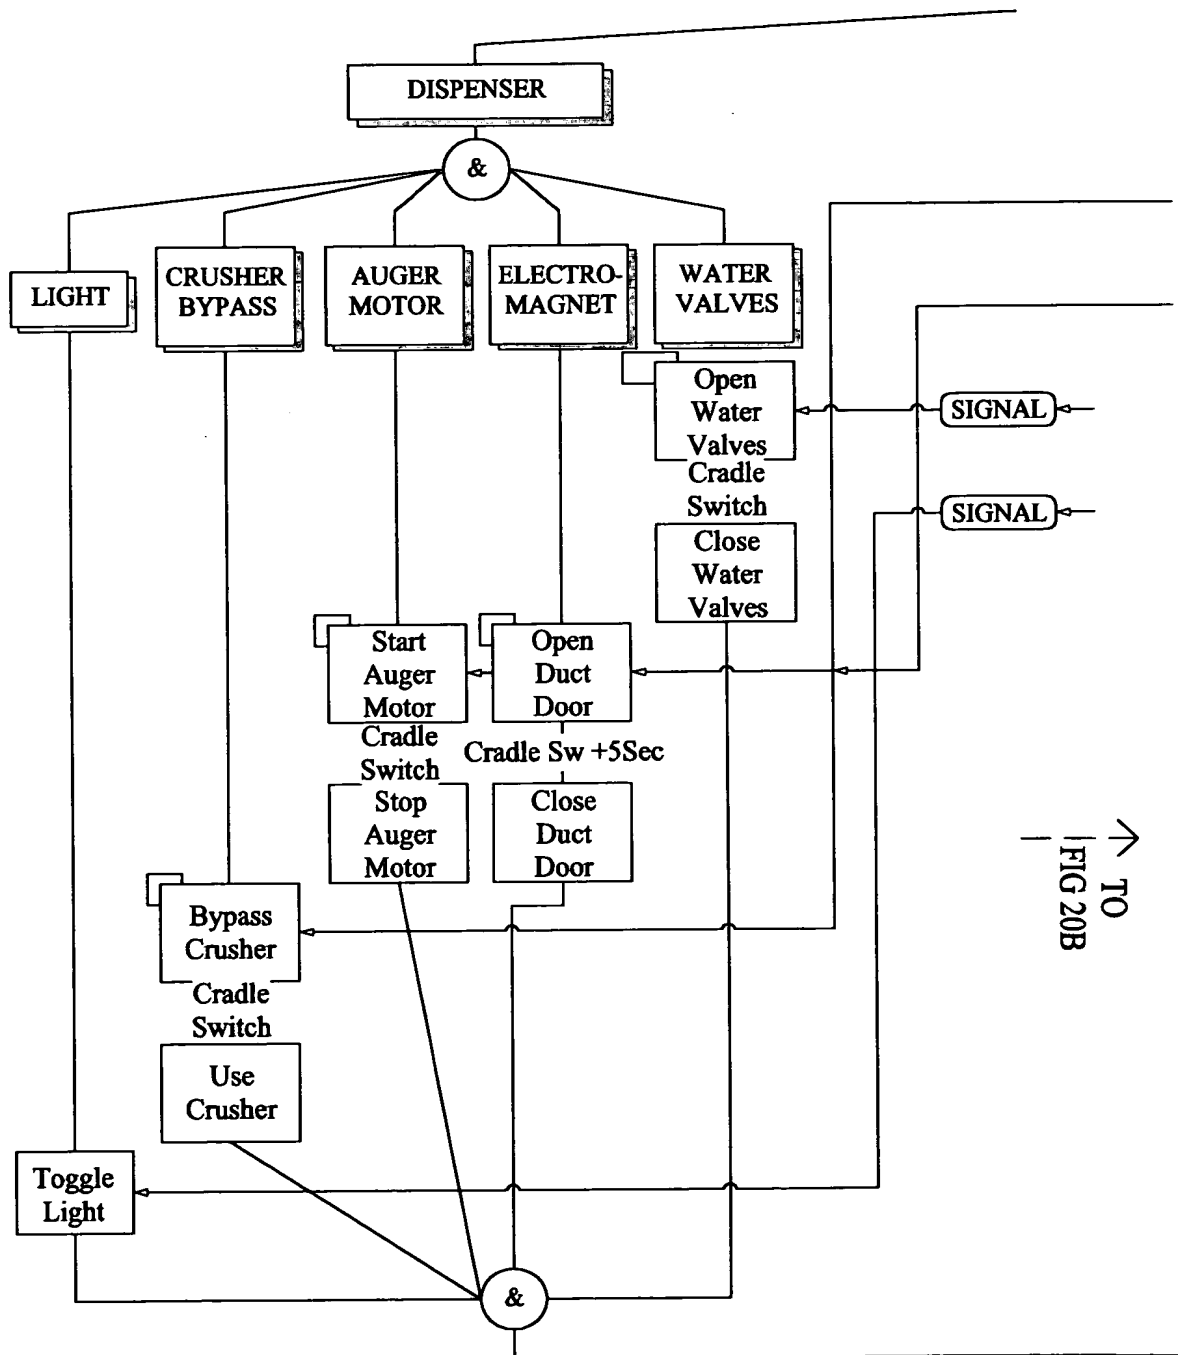 DISPENSER
&
LIGHT
CRUSHER
BYPASS
AUGER
MOTOR
ELECTRO-
MAGNET
WATER
VALVES
Open
Water
Valves
SIGNAL
Cradle
Switch
SIGNAL
Close
Water
Valves
Start
Auger
Motor
Open
Duct
Door
Cradle
Switch
Cradle Sw +5Sec
Stop
Auger
Motor
Close
Duct
Door
TO
FIG 20B
Bypass
Crusher
Cradle
Switch
Use
Crusher
Toggle
Light
&